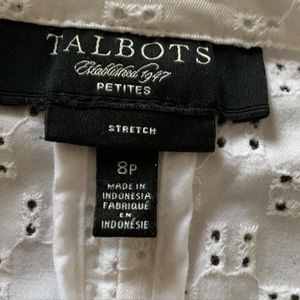 TALBOTS
Established 1947
PETITES
STRETCH
8P
MADE IN
INDONESIA
FABRIQUÉ
EN
INDONÉSIE